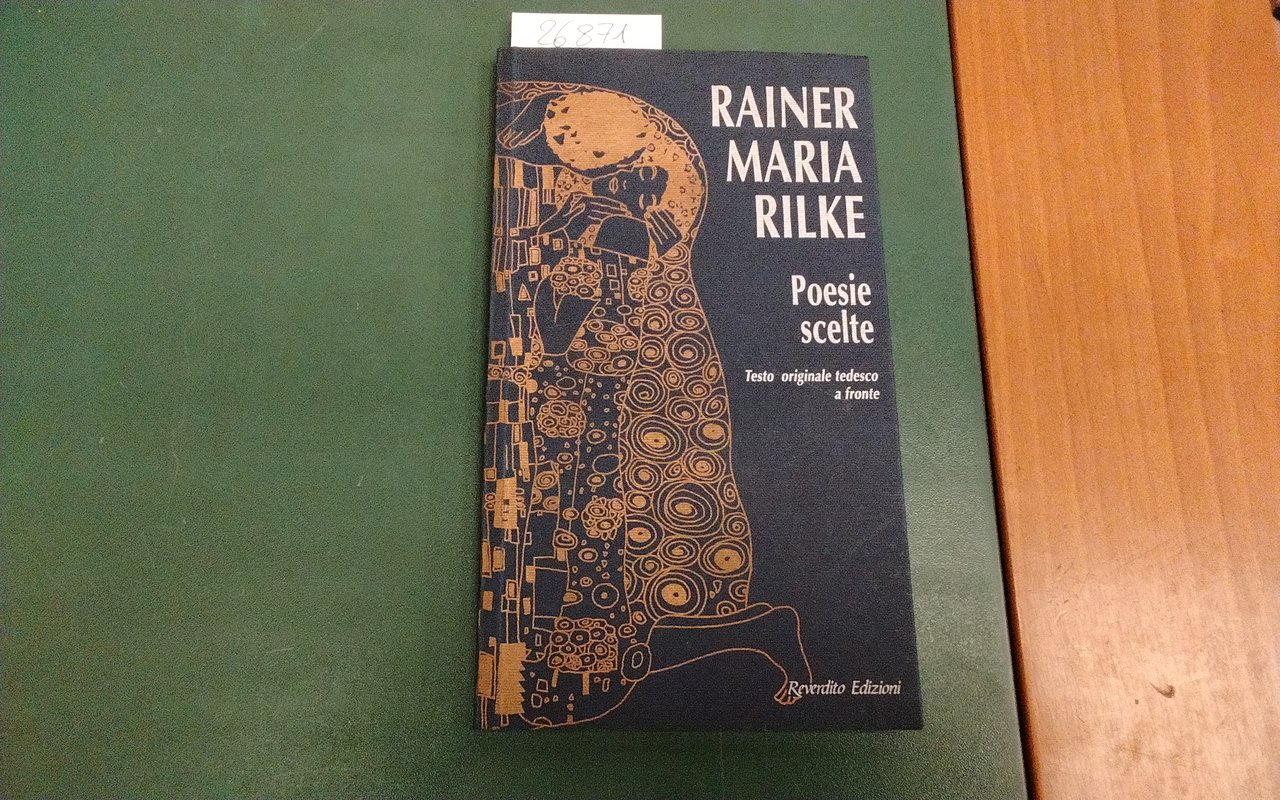 26871
RAINER
MARIA
RILKE
Poesie
scelte
Testo originale tedesco
a fronte
Reverdito Edizioni